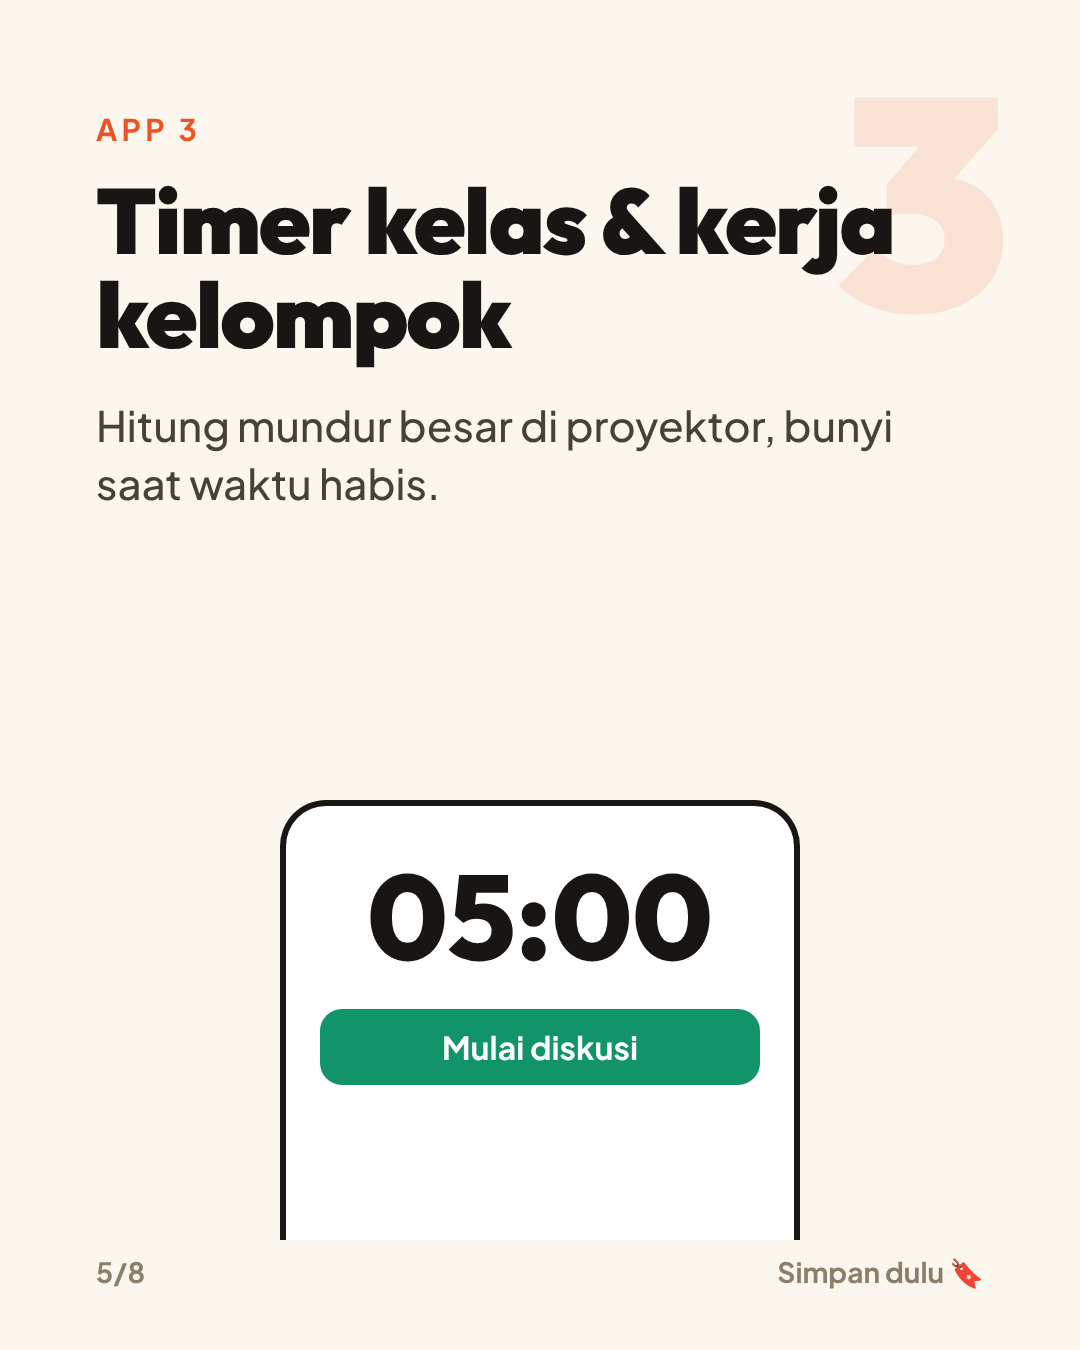 APP 3
3
Timer kelas & kerja
kelompok
Hitung mundur besar di proyektor, bunyi
saat waktu habis.
05:00
Mulai diskusi
5/8
Simpan dulu 🔖